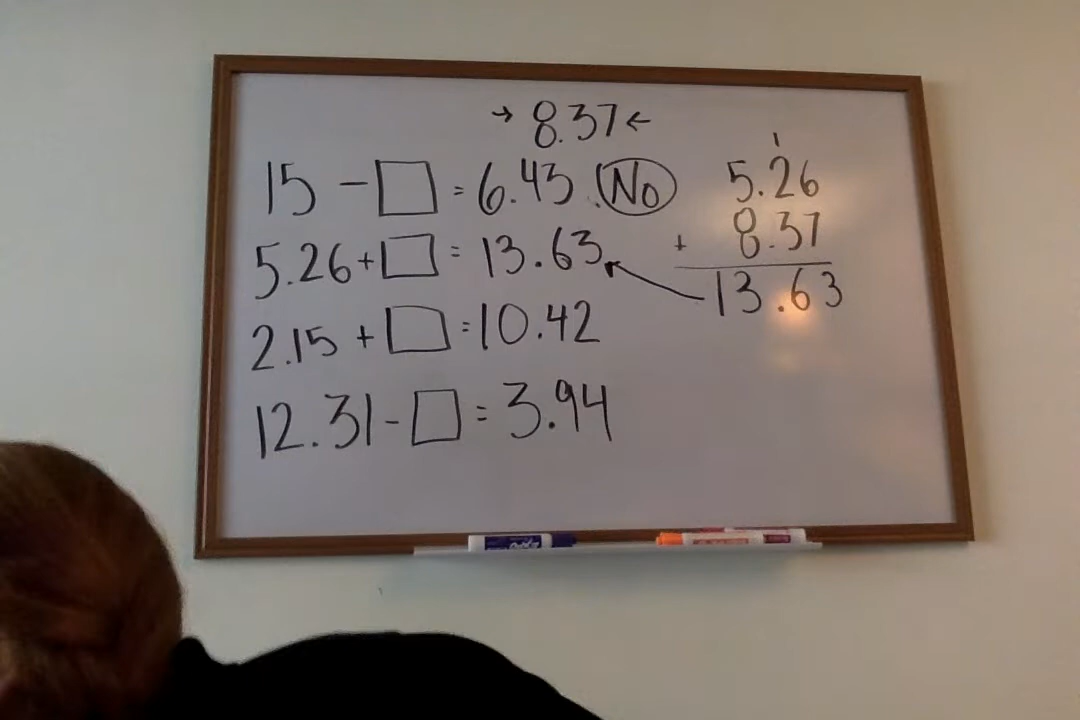 → 8.37 ←
15 - □ = 6.43 No
5.26 + □ = 13.63
2.15 + □ = 10.42
12.31 - □ = 3.94
1
5.26
+ 8.37
13.63
EXPO